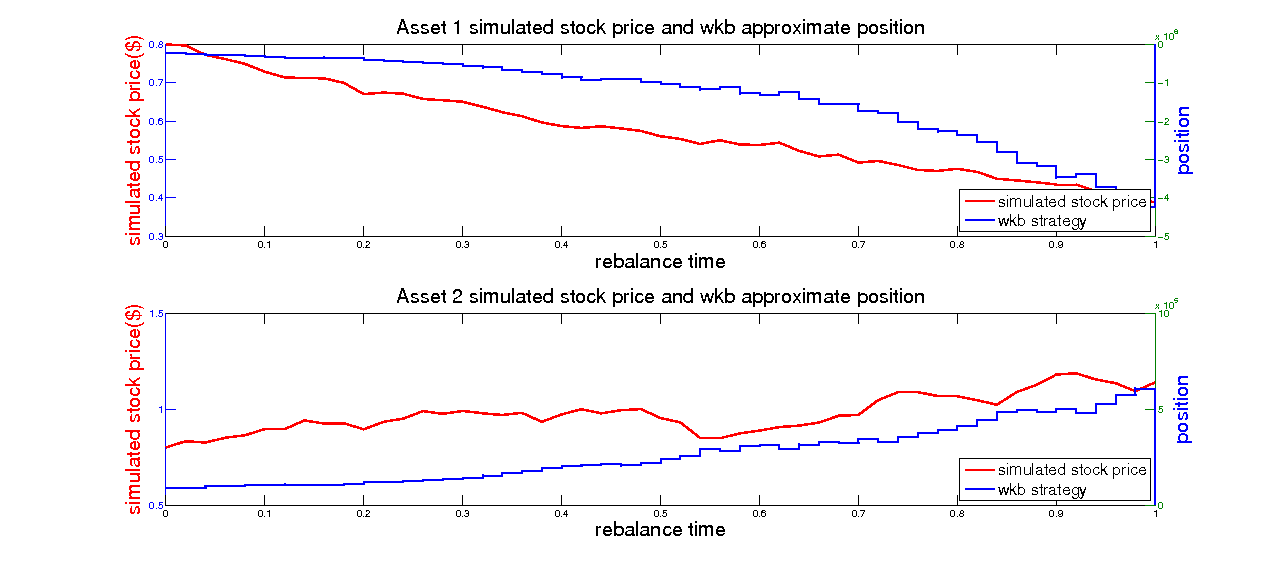 Asset 1 simulated stock price and wkb approximate position
simulated stock price($)
0.8
0.7
0.6
0.5
0.4
0.3
0
-1
-2
-3
-4
-5
position
simulated stock price
wkb strategy
0 0.1 0.2 0.3 0.4 0.5 0.6 0.7 0.8 0.9 1
rebalance time
Asset 2 simulated stock price and wkb approximate position
simulated stock price($)
1.5
1
0.5
10
5
0
position
simulated stock price
wkb strategy
0 0.1 0.2 0.3 0.4 0.5 0.6 0.7 0.8 0.9 1
rebalance time